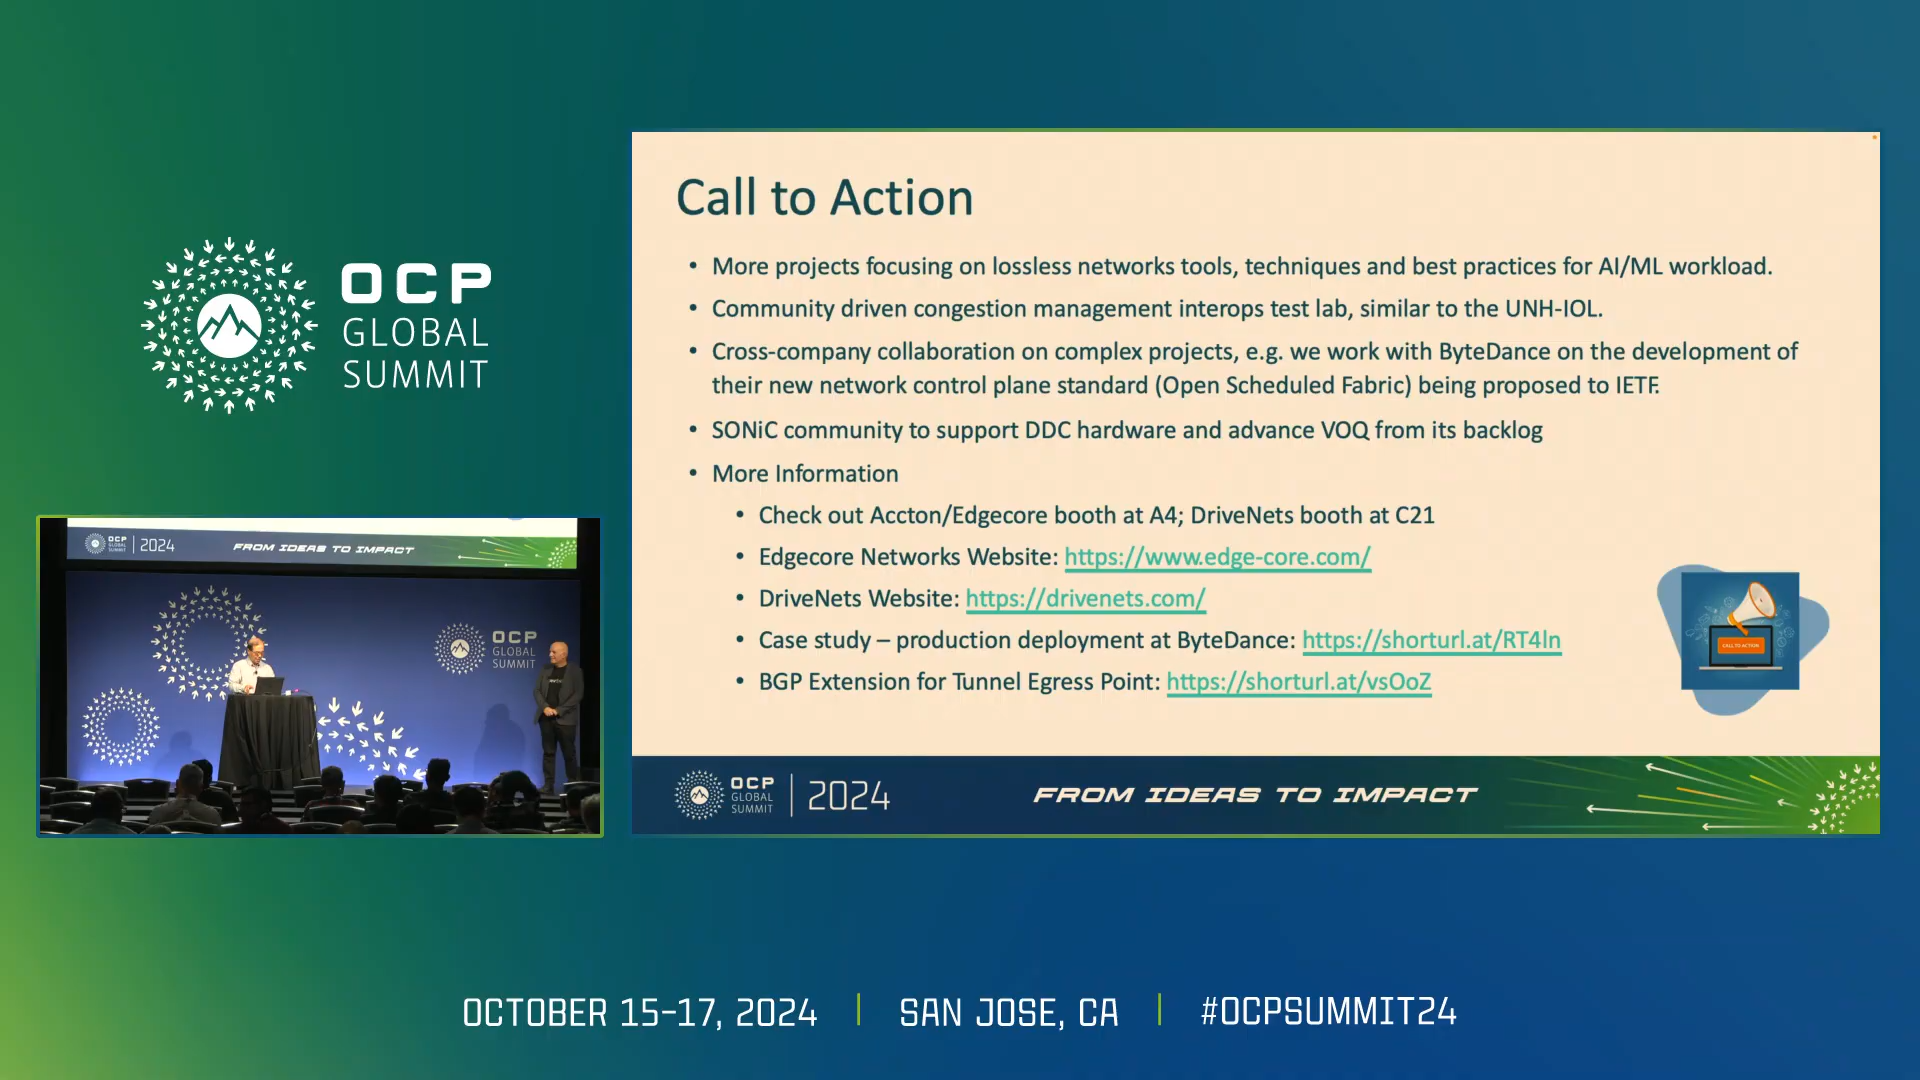 OCP
GLOBAL
SUMMIT
Call to Action
• More projects focusing on lossless networks tools, techniques and best practices for AI/ML workload.
• Community driven congestion management interops test lab, similar to the UNH-IOL.
• Cross-company collaboration on complex projects, e.g. we work with ByteDance on the development of
their new network control plane standard (Open Scheduled Fabric) being proposed to IETF.
• SONiC community to support DDC hardware and advance VOQ from its backlog
• More Information
• Check out Accton/Edgecore booth at A4; DriveNets booth at C21
• Edgecore Networks Website: https://www.edge-core.com/
• DriveNets Website: https://drivenets.com/
• Case study – production deployment at ByteDance: https://shorturl.at/RT4ln
• BGP Extension for Tunnel Egress Point: https://shorturl.at/vsOoZ
CALL TO ACTION
OCP
GLOBAL
SUMMIT
2024
FROM IDEAS TO IMPACT
OCP
GLOBAL
SUMMIT
2024
FROM IDEAS TO IMPACT
OCP
GLOBAL
SUMMIT
OCTOBER 15-17, 2024 | SAN JOSE, CA | #OCPSUMMIT24